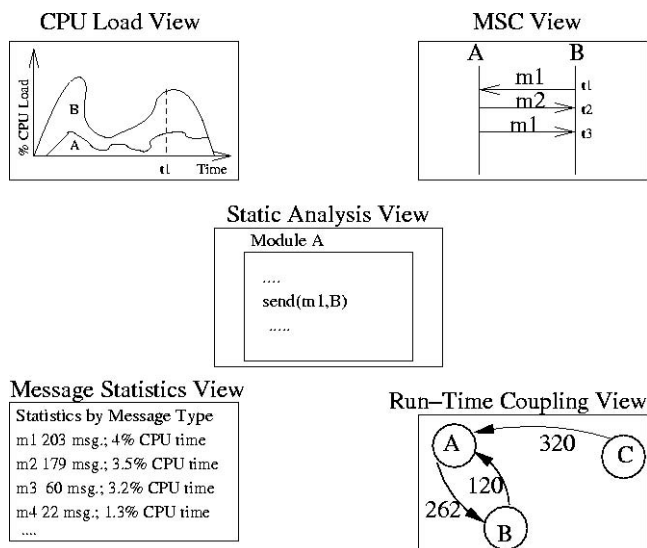 CPU Load View
% CPU Load
B
A
t1
Time
MSC View
A B
m1
t1
m2
t2
m1
t3
Static Analysis View
Module A
....
send(m1,B)
.....
Message Statistics View
Statistics by Message Type
m1 203 msg.; 4% CPU time
m2 179 msg.; 3.5% CPU time
m3 60 msg.; 3.2% CPU time
m4 22 msg.; 1.3% CPU time
....
Run–Time Coupling View
A
320
C
120
262
B